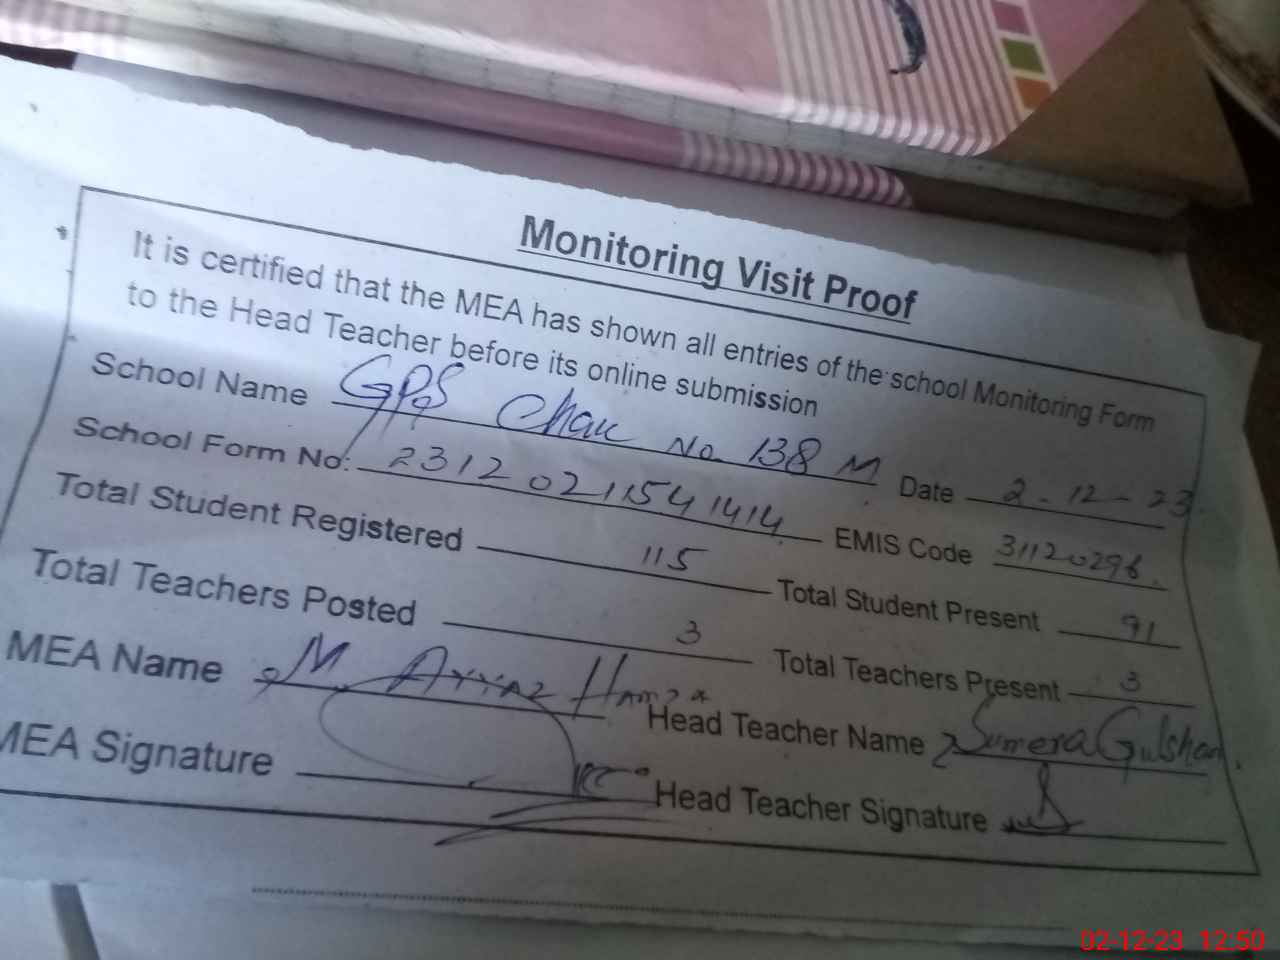 Monitoring Visit Proof
It is certified that the MEA has shown all entries of the school Monitoring Form
to the Head Teacher before its online submission
School Name GPS Chak No 138 M Date 2-12-23
School Form No: 2312021541414 EMIS Code 31120296
Total Student Registered 115 Total Student Present 91
Total Teachers Posted 3 Total Teachers Present 3
MEA Name M. Ayyaz Hamza Head Teacher Name Sumera Gulshan
MEA Signature Head Teacher Signature
02-12-23 12:50